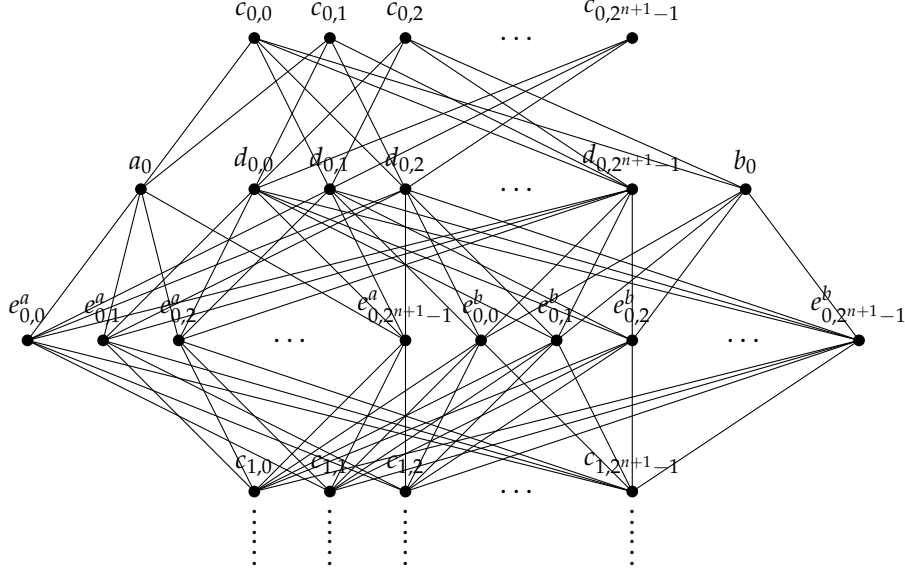 c_{0,0} c_{0,1} c_{0,2} ··· c_{0,2^{n+1}−1}
a_0 d_{0,0} d_{0,1} d_{0,2} ··· d_{0,2^{n+1}−1} b_0
e^a_{0,0} e^a_{0,1} e^a_{0,2} ··· e^a_{0,2^{n+1}−1} e^b_{0,0} e^b_{0,1} e^b_{0,2} ··· e^b_{0,2^{n+1}−1}
c_{1,0} c_{1,1} c_{1,2} ··· c_{1,2^{n+1}−1}